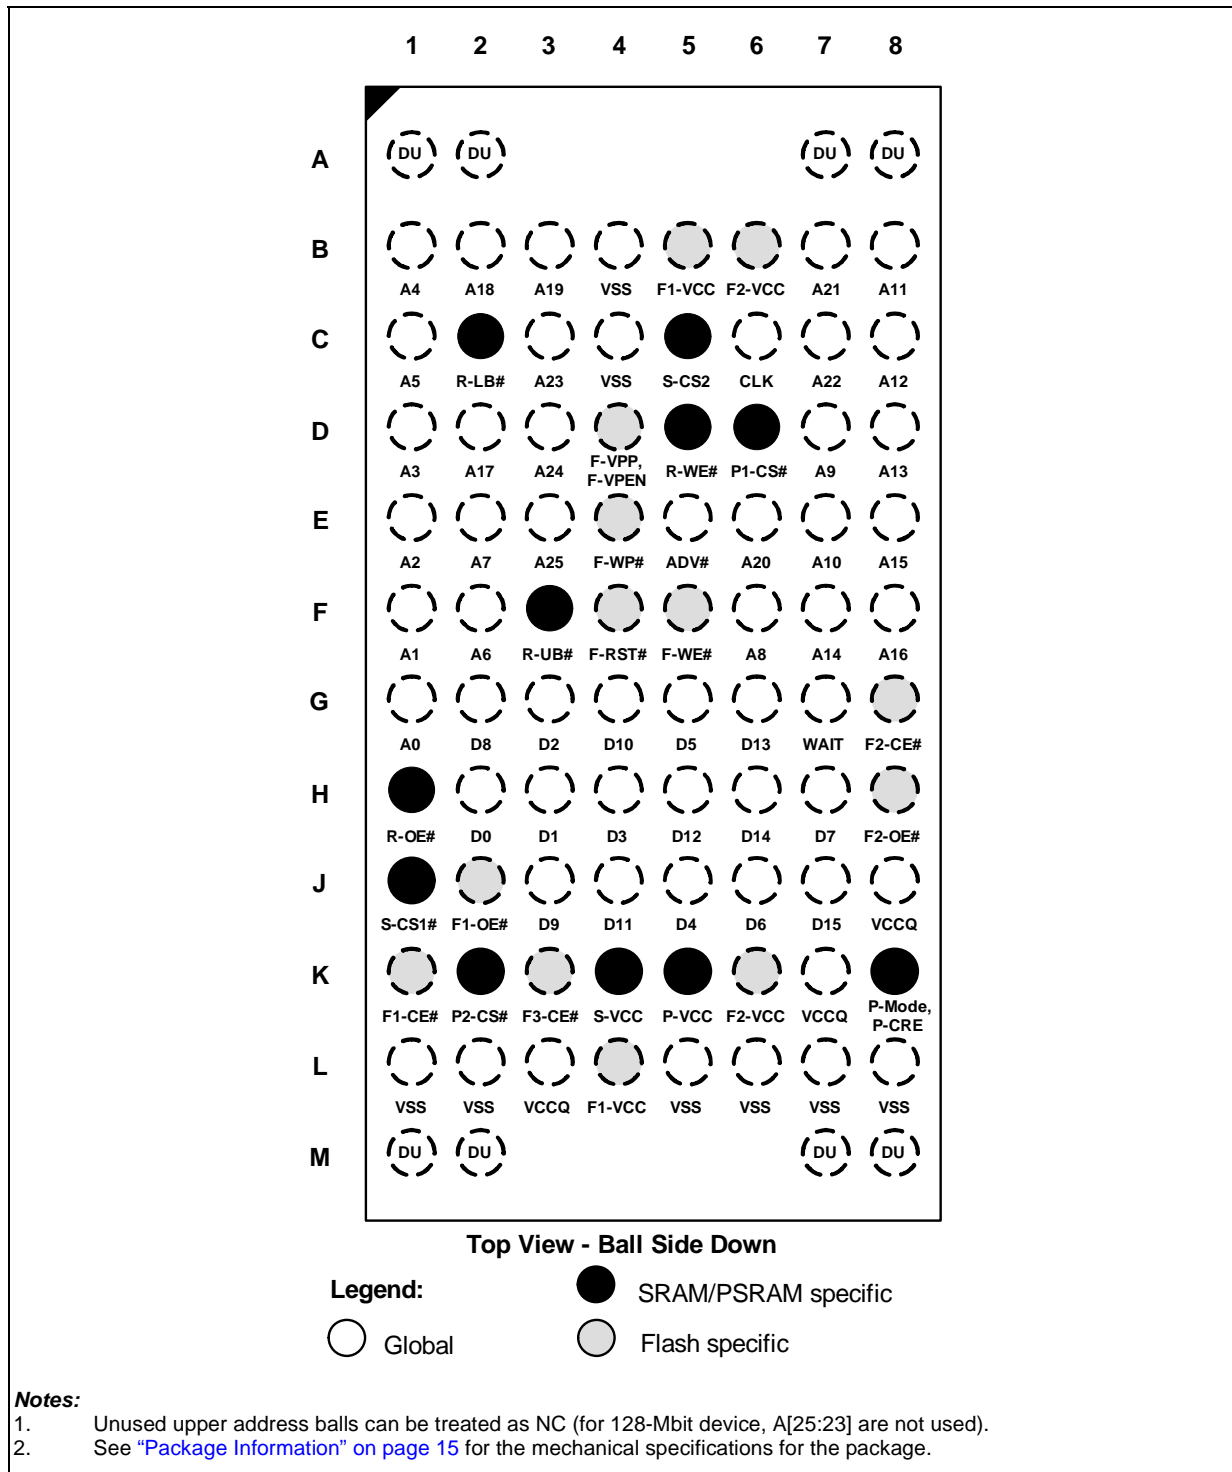 1 2 3 4 5 6 7 8
A DU DU DU DU
B
A4 A18 A19 VSS F1-VCC F2-VCC A21 A11
C
A5 R-LB# A23 VSS S-CS2 CLK A22 A12
D
A3 A17 A24 F-VPP, F-VPEN R-WE# P1-CS# A9 A13
E
A2 A7 A25 F-WP# ADV# A20 A10 A15
F
A1 A6 R-UB# F-RST# F-WE# A8 A14 A16
G
A0 D8 D2 D10 D5 D13 WAIT F2-CE#
H
R-OE# D0 D1 D3 D12 D14 D7 F2-OE#
J
S-CS1# F1-OE# D9 D11 D4 D6 D15 VCCQ
K
F1-CE# P2-CS# F3-CE# S-VCC P-VCC F2-VCC VCCQ P-Mode, P-CRE
L
VSS VSS VCCQ F1-VCC VSS VSS VSS VSS
M DU DU DU DU
Top View - Ball Side Down
Legend:
SRAM/PSRAM specific
Global
Flash specific
Notes:
1. Unused upper address balls can be treated as NC (for 128-Mbit device, A[25:23] are not used).
2. See “Package Information” on page 15 for the mechanical specifications for the package.